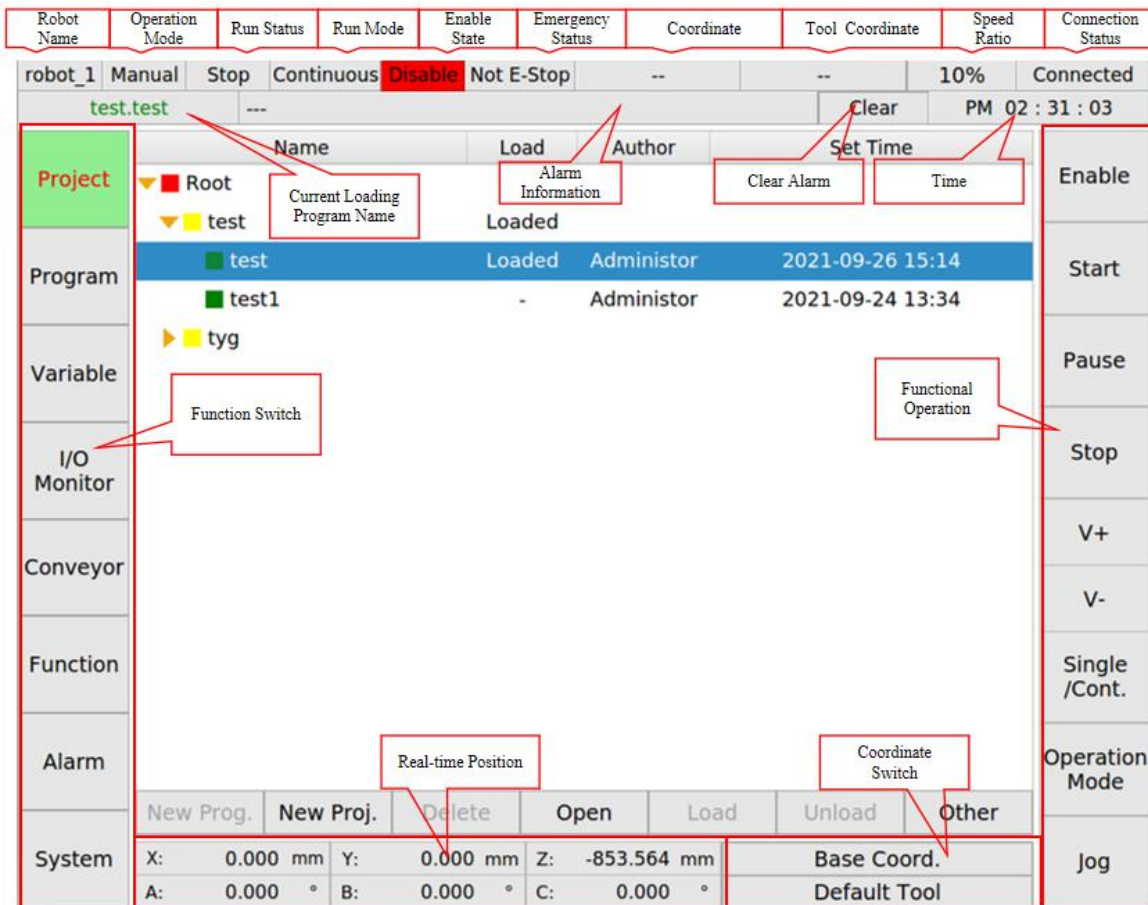 Robot Name
Operation Mode
Run Status
Run Mode
Enable State
Emergency Status
Coordinate
Tool Coordinate
Speed Ratio
Connection Status
robot_1 Manual Stop Continuous Disable Not E-Stop -- -- 10% Connected
test.test --- Clear PM 02 : 31 : 03
Name Load Author Set Time
Project
Root
Current Loading Program Name
Alarm Information
Clear Alarm
Time
Enable
test Loaded
Program
test Loaded Administor 2021-09-26 15:14
Start
test1 - Administor 2021-09-24 13:34
tyg
Variable
Pause
Function Switch
Functional Operation
I/O Monitor
Stop
V+
Conveyor
V-
Function
Single /Cont.
Alarm
Real-time Position
Coordinate Switch
Operation Mode
New Prog. New Proj. Delete Open Load Unload Other
System
X: 0.000 mm Y: 0.000 mm Z: -853.564 mm Base Coord.
A: 0.000 ° B: 0.000 ° C: 0.000 ° Default Tool
Jog